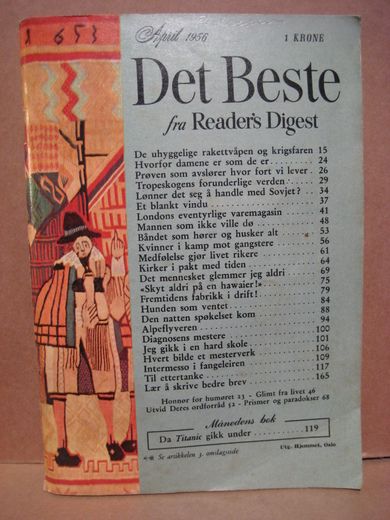 1 653
April 1956
1 KRONE
Det Beste
fra Reader's Digest
De uhyggelige rakettvåpen og krigsfaren 15
Hvorfor damene er som de er......... 24
Prøven som avslører hvor fort vi lever . 26
Tropeskogens forunderlige verden...... 29
Lønner det seg å handle med Sovjet? .. 34
Et blankt vindu .................. 37
Londons eventyrlige varemagasin ...... 41
Mannen som ikke ville dø ........... 48
Båndet som hører og husker alt ....... 53
Kvinner i kamp mot gangstere ........ 56
Medfølelse gjør livet rikere ........... 61
Kirker i pakt med tiden ............. 64
Det mennesket glemmer jeg aldri ...... 69
«Skyt aldri på en hawaier!» .......... 75
Fremtidens fabrikk i drift! ........... 79
Hunden som ventet ................ 84
Den natten spøkelset kom ........... 88
Alpeflyveren ..................... 94
Diagnosens mestere ................ 100
Jeg gikk i en hard skole ............. 101
Hvert bilde et mesterverk ........... 106
Intermesso i fangeleiren ............ 109
Til ettertanke .................... 117
Lær å skrive bedre brev ............. 165
Honnør for humøret 23 - Glimt fra livet 46
Utvid Deres ordforråd 52 - Prismer og paradokser 68
Månedens bok
Da Titanic gikk under .......... 119
Se artikkelen 3. omslagsside
Utg. Hjemmet, Oslo